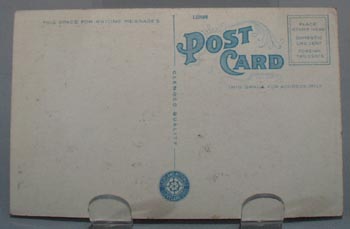 THIS SPACE FOR WRITING MESSAGES
POST
CARD
THIS SPACE FOR ADDRESS ONLY
PLACE
STAMP HERE
DOMESTIC
ONE CENT
FOREIGN
TWO CENTS
QUALITY